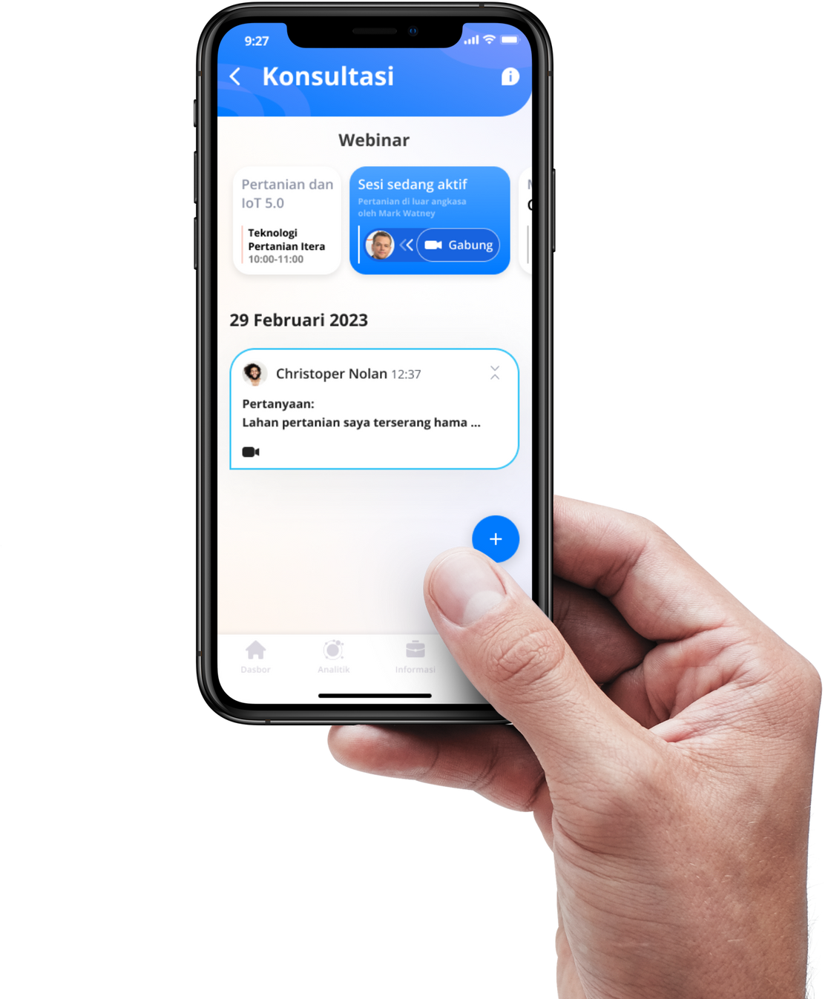 9:27
Konsultasi
Webinar
Pertanian dan
IoT 5.0
Teknologi
Pertanian Itera
10:00-11:00
Sesi sedang aktif
Pertanian di luar angkasa
oleh Mark Watney
Gabung
29 Februari 2023
Christoper Nolan 12:37
Pertanyaan:
Lahan pertanian saya terserang hama ...
Dasbor
Analitik
Informasi